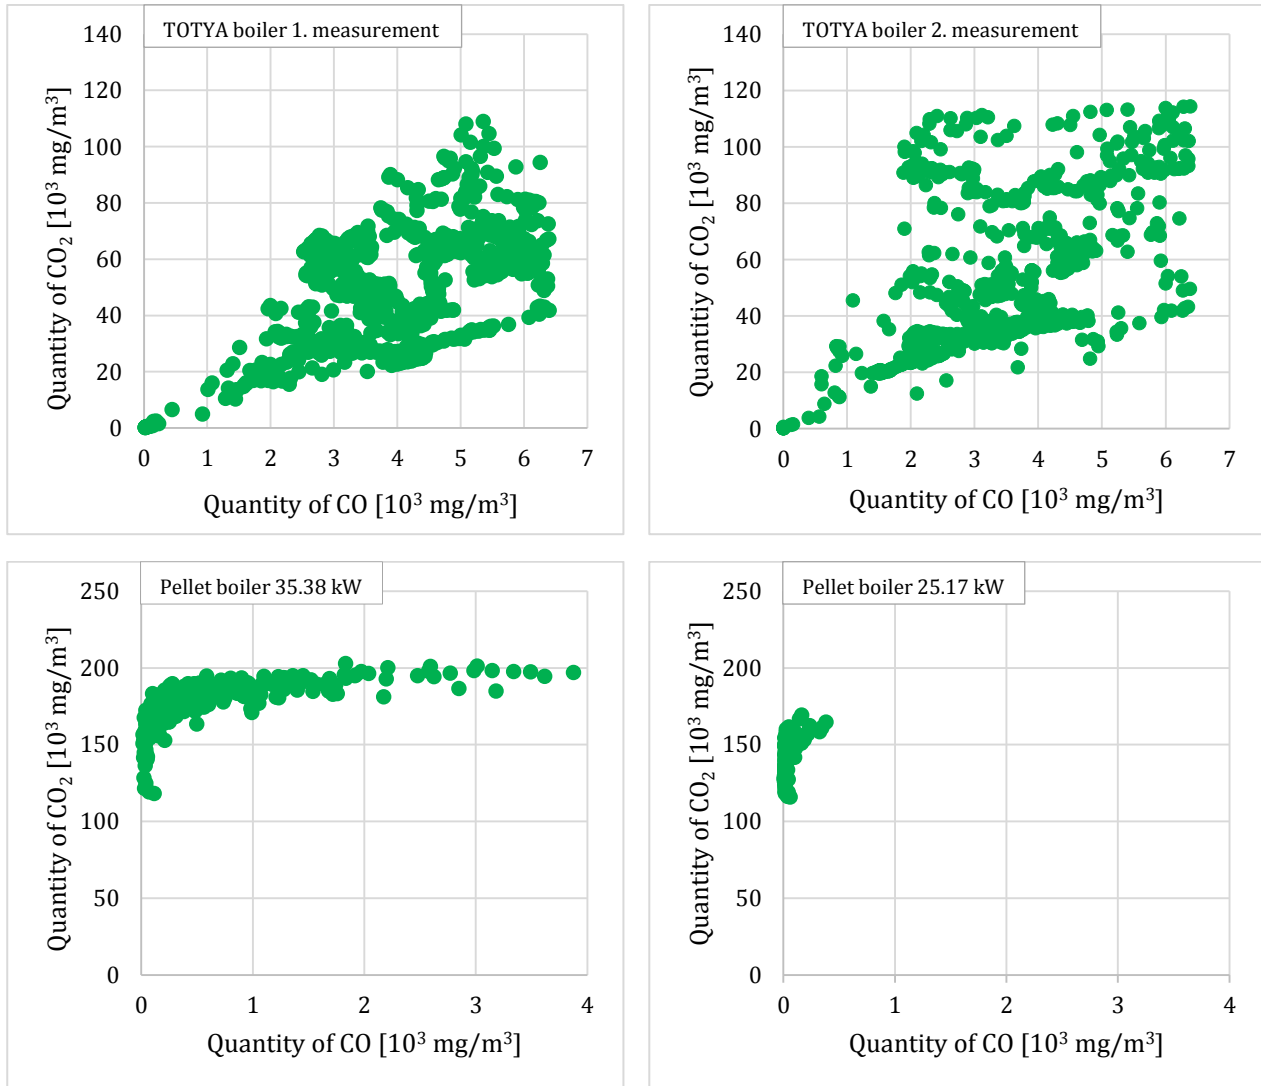 TOTYA boiler 1. measurement
140
120
100
80
60
40
20
0
Quantity of CO₂ [10³ mg/m³]
0 1 2 3 4 5 6 7
Quantity of CO [10³ mg/m³]
TOTYA boiler 2. measurement
140
120
100
80
60
40
20
0
Quantitiy of CO₂ [10³ mg/m³]
0 1 2 3 4 5 6 7
Quantity of CO [10³ mg/m³]
Pellet boiler 35.38 kW
250
200
150
100
50
0
Quantity of CO₂ [10³ mg/m³]
0 1 2 3 4
Quantity of CO [10³ mg/m³]
Pellet boiler 25.17 kW
250
200
150
100
50
0
Quantity of CO₂ [10³ mg/m³]
0 1 2 3 4
Quantity of CO [10³ mg/m³]